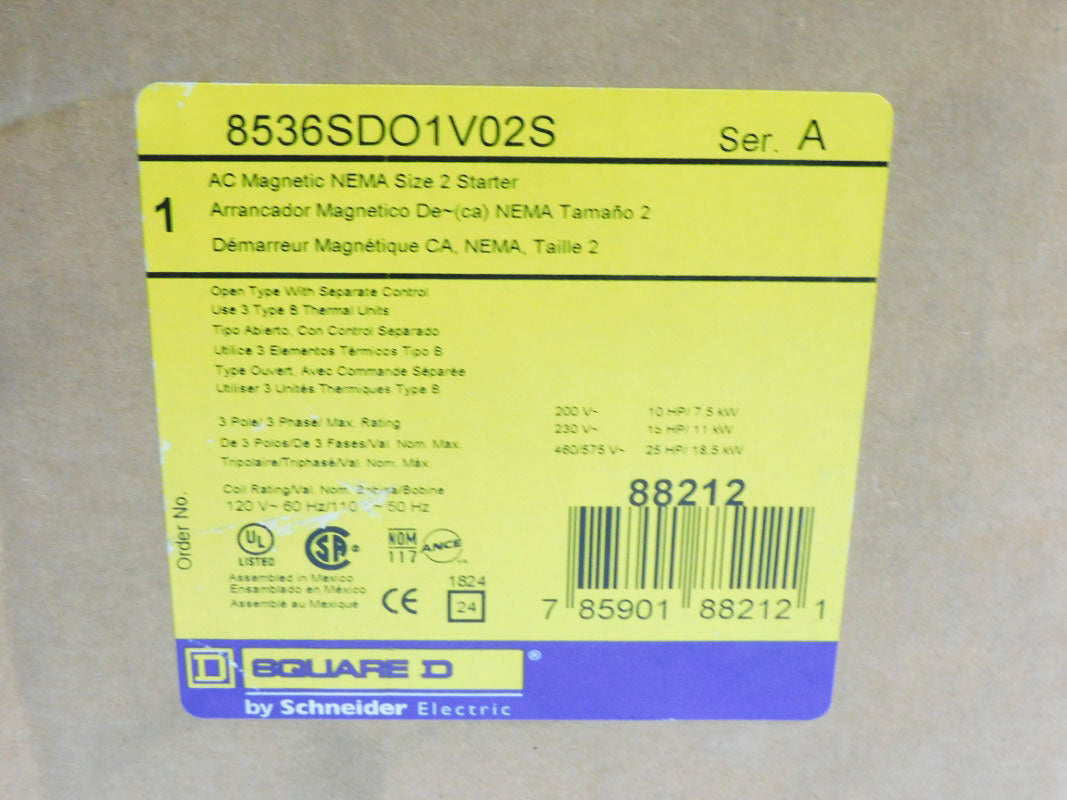 8536SDO1V02S Ser. A
1
AC Magnetic NEMA Size 2 Starter
Arrancador Magnetico De~(ca) NEMA Tamaño 2
Démarreur Magnétique CA, NEMA, Taille 2
Open Type With Separate Control
Use 3 Type B Thermal Units
Tipo Abierto, Con Control Separado
Utilice 3 Elementos Térmicos Tipo B
Type Ouvert, Avec Commande Séparée
Utiliser 3 Unités Thermiques Type B
3 Pole/ 3 Phase/ Max. Rating
De 3 Polos/De 3 Fases/Val. Nom. Max.
Tripolaire/Triphasé/Val. Nom. Máx.
200 V~ 10 HP/ 7.5 kW
230 V~ 15 HP/ 11 kW
460/575 V~ 25 HP/ 18.5 kW
Coil Rating/Val. Nom. Bobina/Bobine
120 V~ 60 Hz/110 V~ 50 Hz
Order No.
UL
LISTED
SA
NOM
117
ANCE
Assembled in Mexico
Ensamblado en México
Assemblé au Mexique
CE
1824
24
88212
7 85901 88212 1
D SQUARE D ®
by Schneider Electric